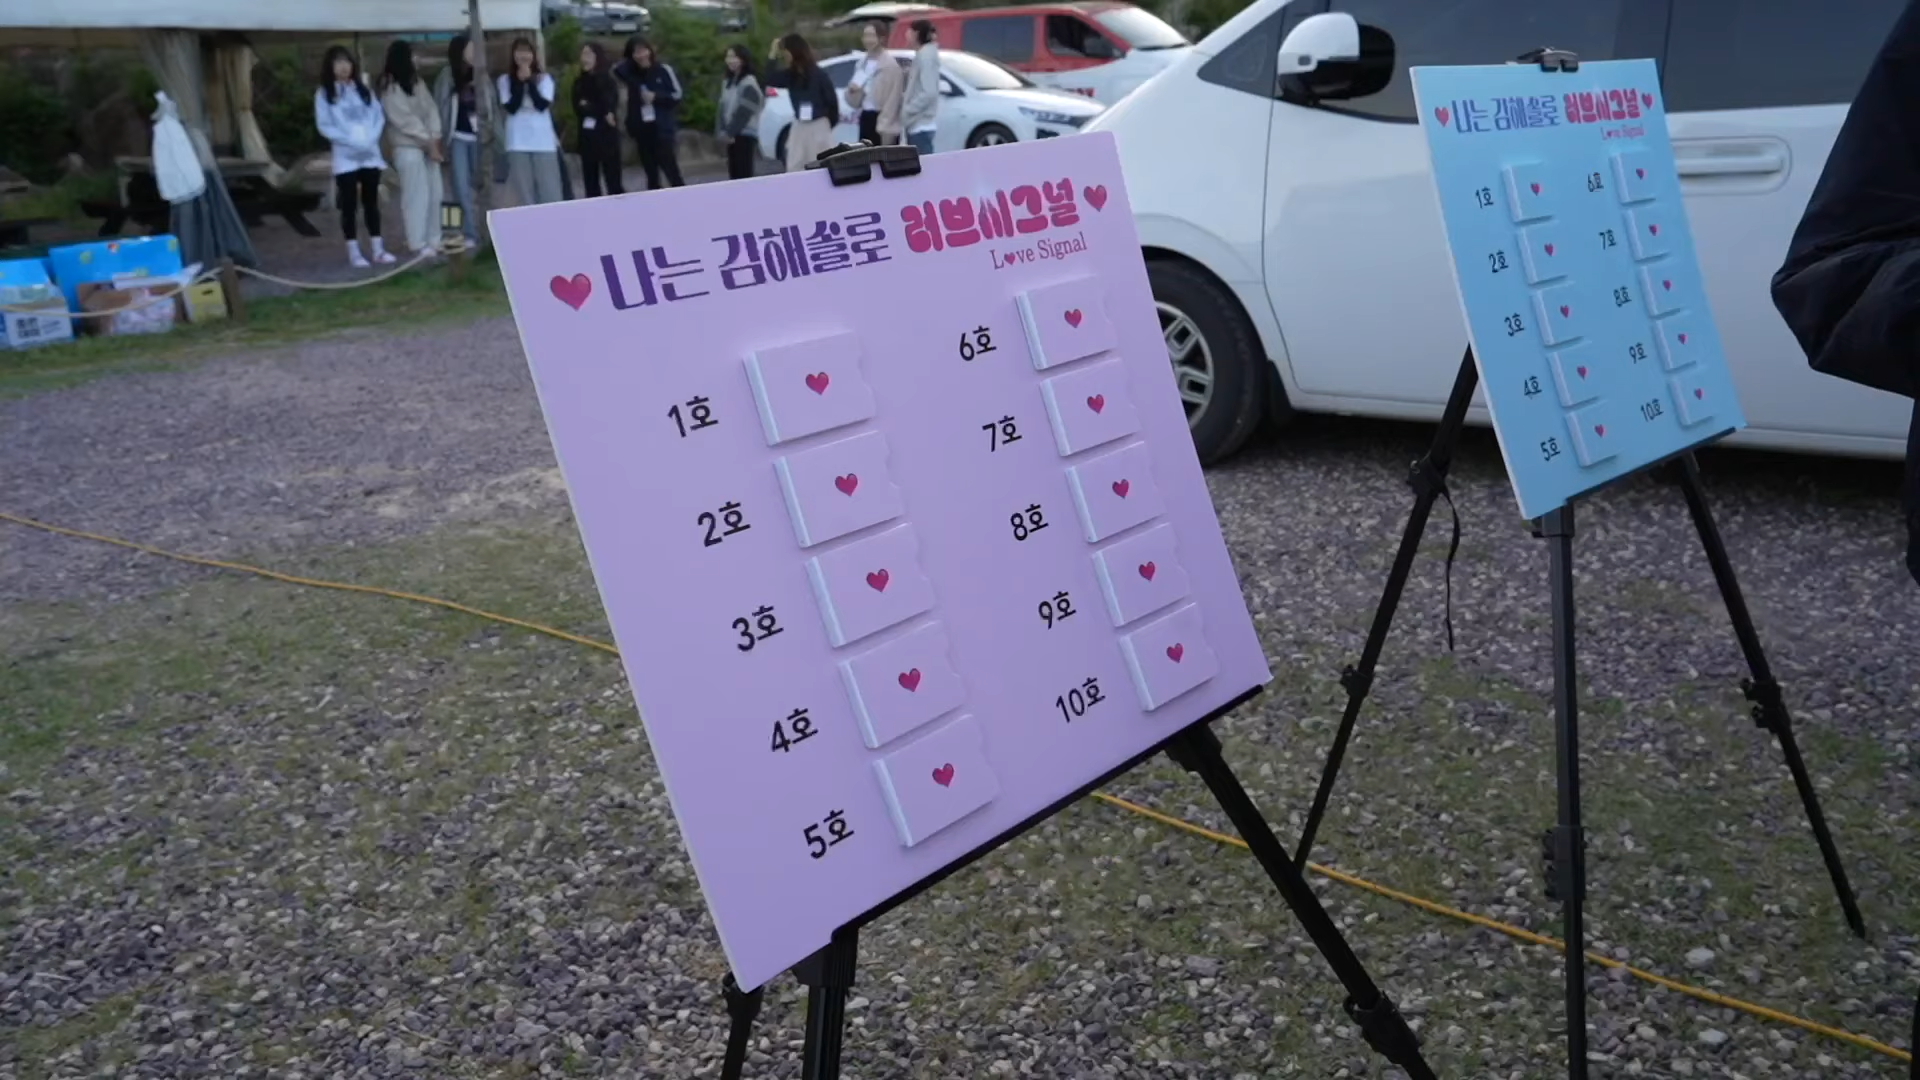 나는 김해솔로 러브시그널
Love Signal
1호
2호
3호
4호
5호
6호
7호
8호
9호
10호
나는 김해솔로 러브시그널
Love Signal
1호
2호
3호
4호
5호
6호
7호
8호
9호
10호